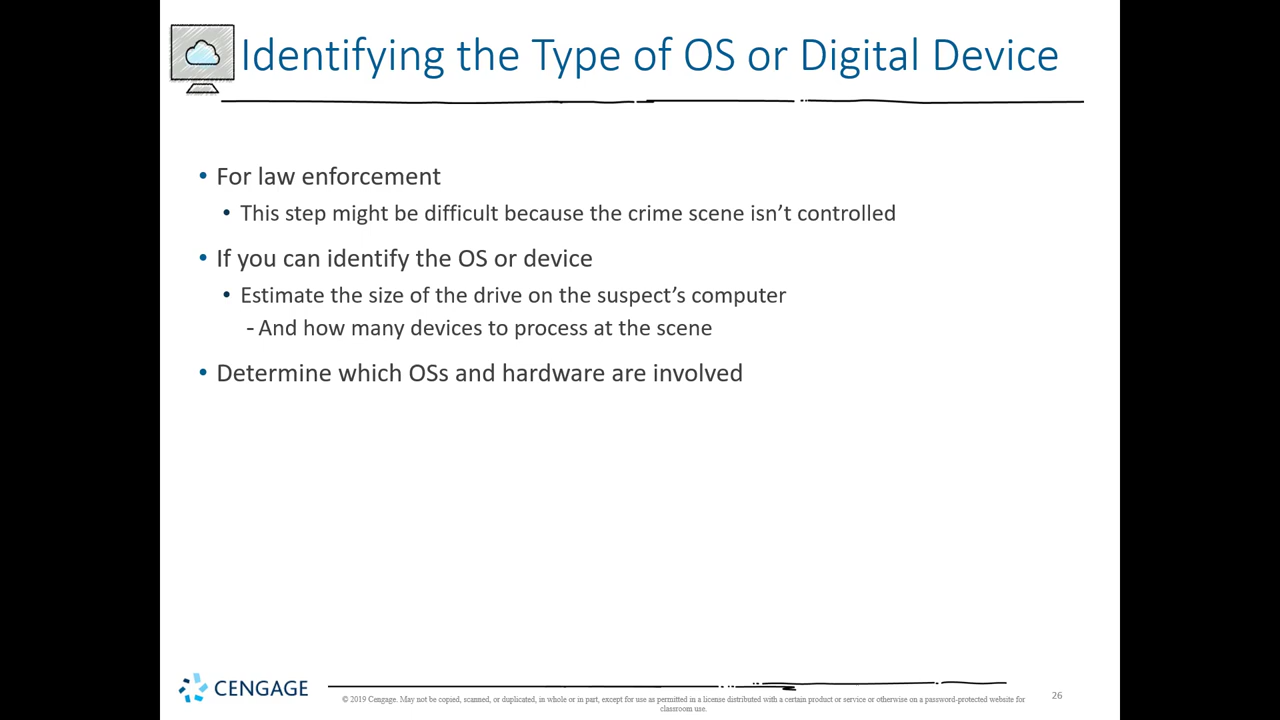 Identifying the Type of OS or Digital Device
• For law enforcement
• This step might be difficult because the crime scene isn’t controlled
• If you can identify the OS or device
• Estimate the size of the drive on the suspect’s computer
- And how many devices to process at the scene
• Determine which OSs and hardware are involved
CENGAGE
© 2019 Cengage. May not be copied, scanned, or duplicated, in whole or in part, except for use as permitted in a license distributed with a certain product or service or otherwise on a password-protected website for
classroom use.
26